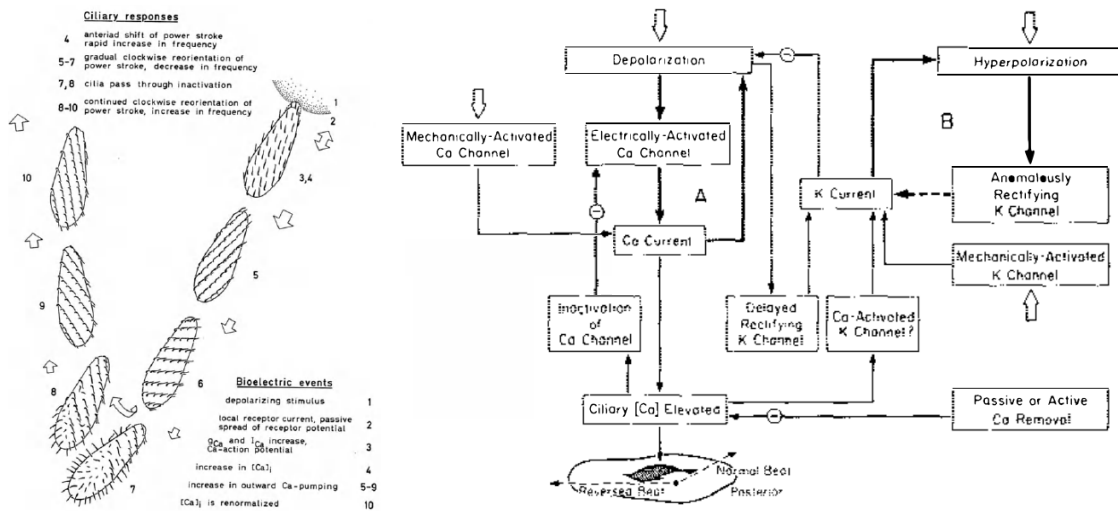 Ciliary responses
4 anteriad shift of power stroke
rapid increase in frequency
5-7 gradual clockwise reorientation of
power stroke, decrease in frequency
7,8 cilia pass through inactivation
8-10 continued clockwise reorientation of
power stroke, increase in frequency
1
2
3,4
10
5
9
6
8
7
Bioelectric events
depolarizing stimulus 1
local receptor current, passive
spread of receptor potential 2
gCa and ICa increase,
Ca-action potential 3
increase in [Ca]i 4
increase in outward Ca-pumping 5-9
[Ca]i is renormalized 10
Depolarization
Hyperpolarization
Mechanically-Activated
Ca Channel
Electrically-Activated
Ca Channel
A
B
K Current
Anomalously
Rectifying
K Channel
Ca Current
Mechanically-Activated
K Channel
Inactivation
of
Ca Channel
Delayed
Rectifying
K Channel
Ca-Activated
K Channel?
Ciliary [Ca] Elevated
Passive or Active
Ca Removal
Normal Beat
Reversed Beat
Posterior